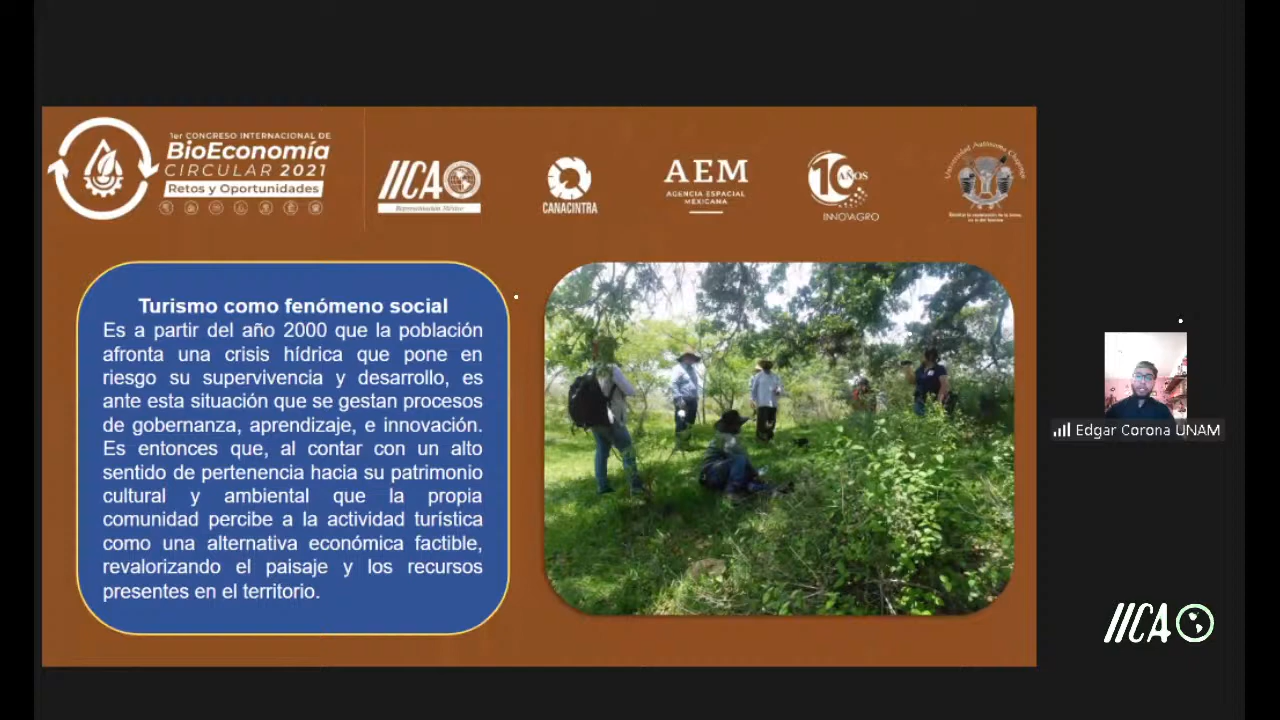 1er CONGRESO INTERNACIONAL DE
BioEconomía
CIRCULAR 2021
Retos y Oportunidades
IICA
Representación México
CANACINTRA
AEM
AGENCIA ESPACIAL
MEXICANA
10 AÑOS
INNOVAGRO
Universidad Autónoma Chapingo
Turismo como fenómeno social
Es a partir del año 2000 que la población
afronta una crisis hídrica que pone en
riesgo su supervivencia y desarrollo, es
ante esta situación que se gestan procesos
de gobernanza, aprendizaje, e innovación.
Es entonces que, al contar con un alto
sentido de pertenencia hacia su patrimonio
cultural y ambiental que la propia
comunidad percibe a la actividad turística
como una alternativa económica factible,
revalorizando el paisaje y los recursos
presentes en el territorio.
Edgar Corona UNAM
IICA